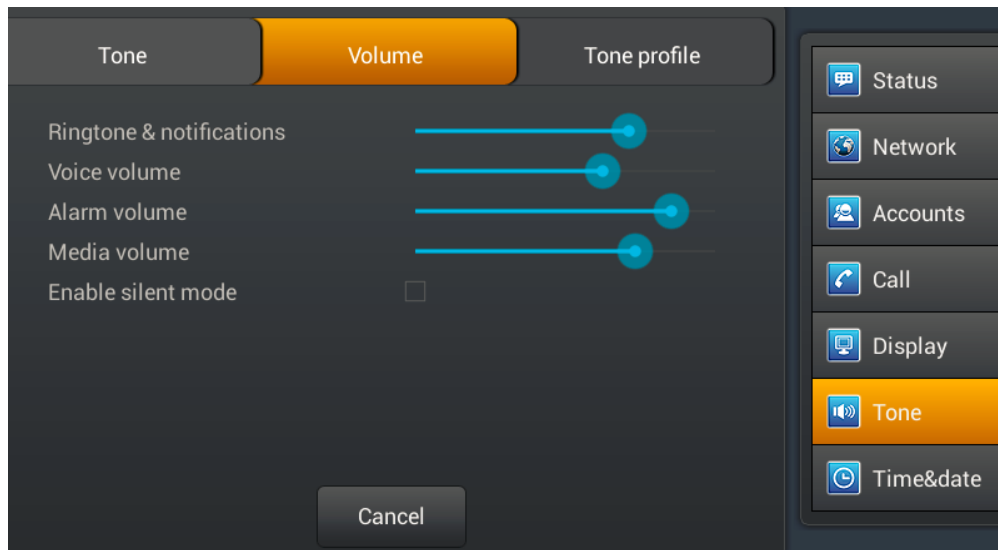 Tone
Volume
Tone profile
Ringtone & notifications
Voice volume
Alarm volume
Media volume
Enable silent mode
Cancel
Status
Network
Accounts
Call
Display
Tone
Time&date